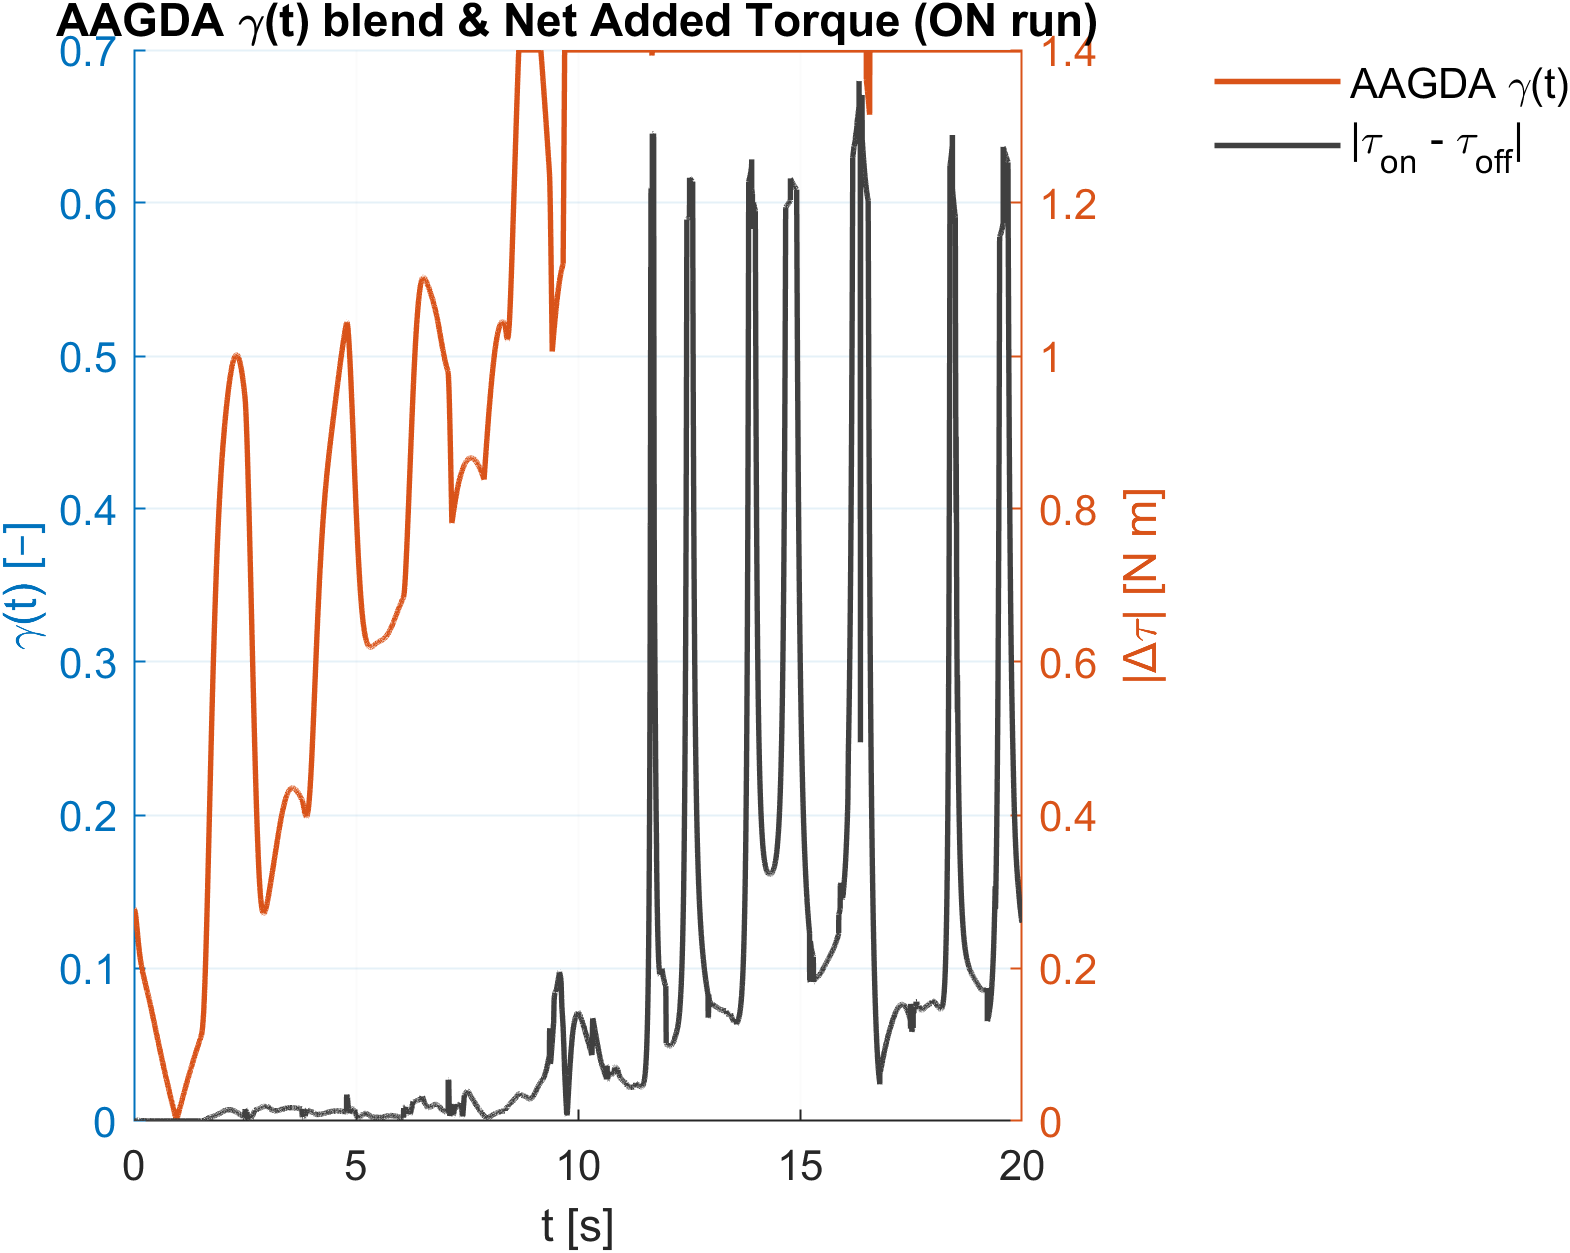 AAGDA γ(t) blend & Net Added Torque (ON run)
AAGDA γ(t)
|τon - τoff|
γ(t) [−]
0.7
0.6
0.5
0.4
0.3
0.2
0.1
0
1.4
1.2
1
0.8
0.6
0.4
0.2
0
|Δτ| [N m]
0 5 10 15 20
t [s]